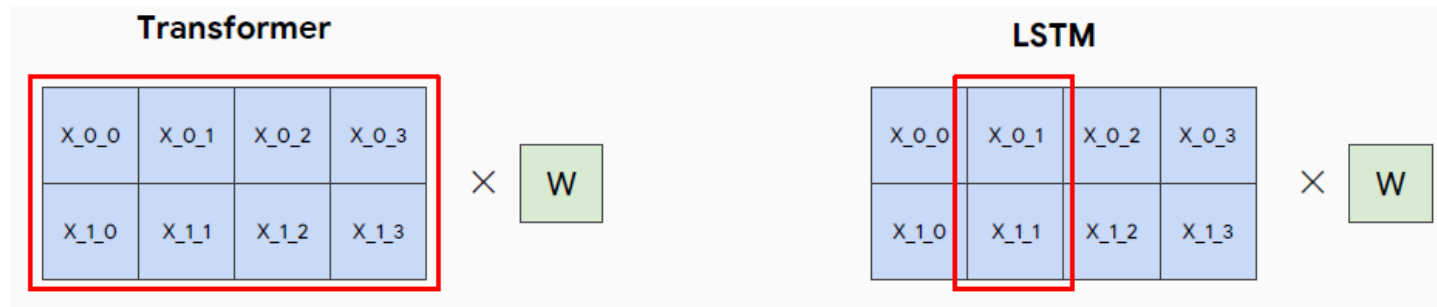 Transformer
LSTM
X_0_0 X_0_1 X_0_2 X_0_3
X_1_0 X_1_1 X_1_2 X_1_3
× W
X_0_0 X_0_1 X_0_2 X_0_3
X_1_0 X_1_1 X_1_2 X_1_3
× W